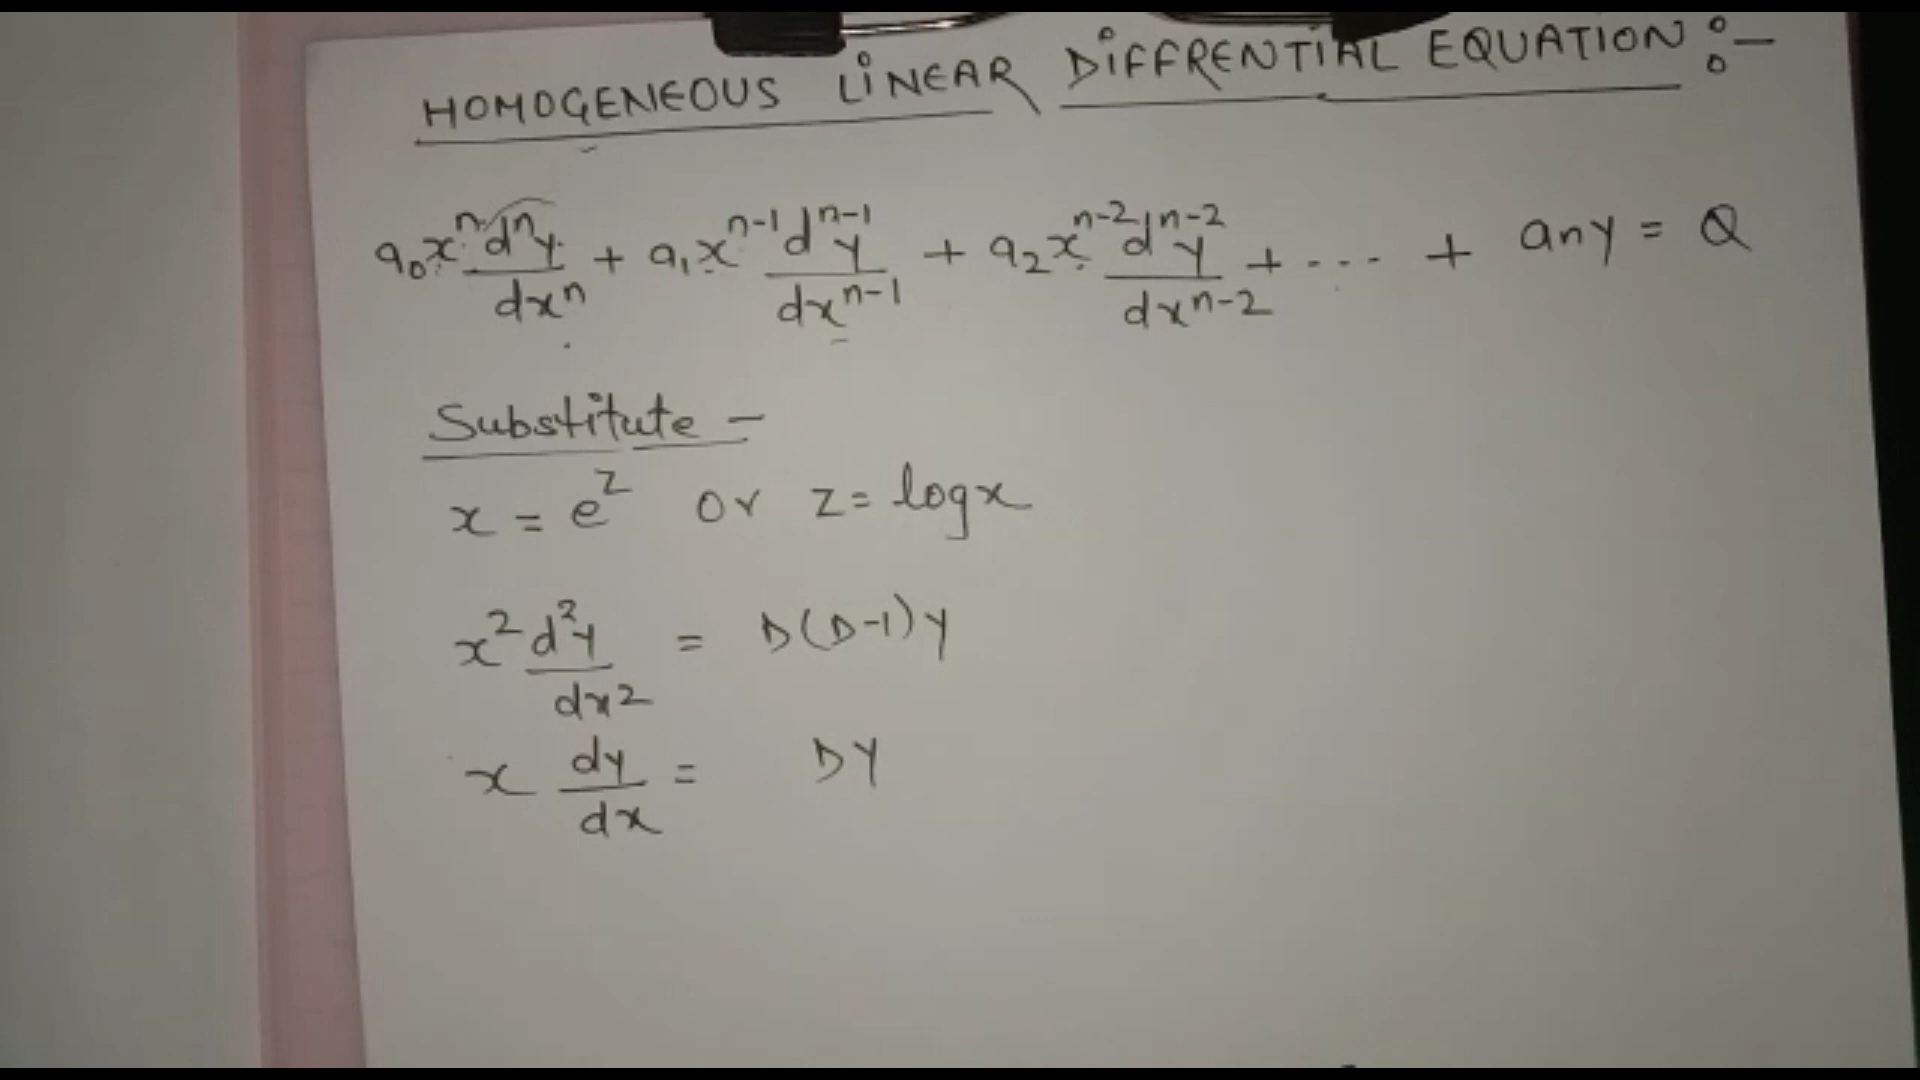 HOMOGENEOUS LINEAR DIFFRENTIAL EQUATION :-
a₀xⁿ dⁿy/dxⁿ + a₁xⁿ⁻¹ dⁿ⁻¹y/dxⁿ⁻¹ + a₂xⁿ⁻² dⁿ⁻²y/dxⁿ⁻² + ... + any = Q
Substitute -
x = e^z or z = log x
x² d²y/dx² = D(D-1)y
x dy/dx = DY